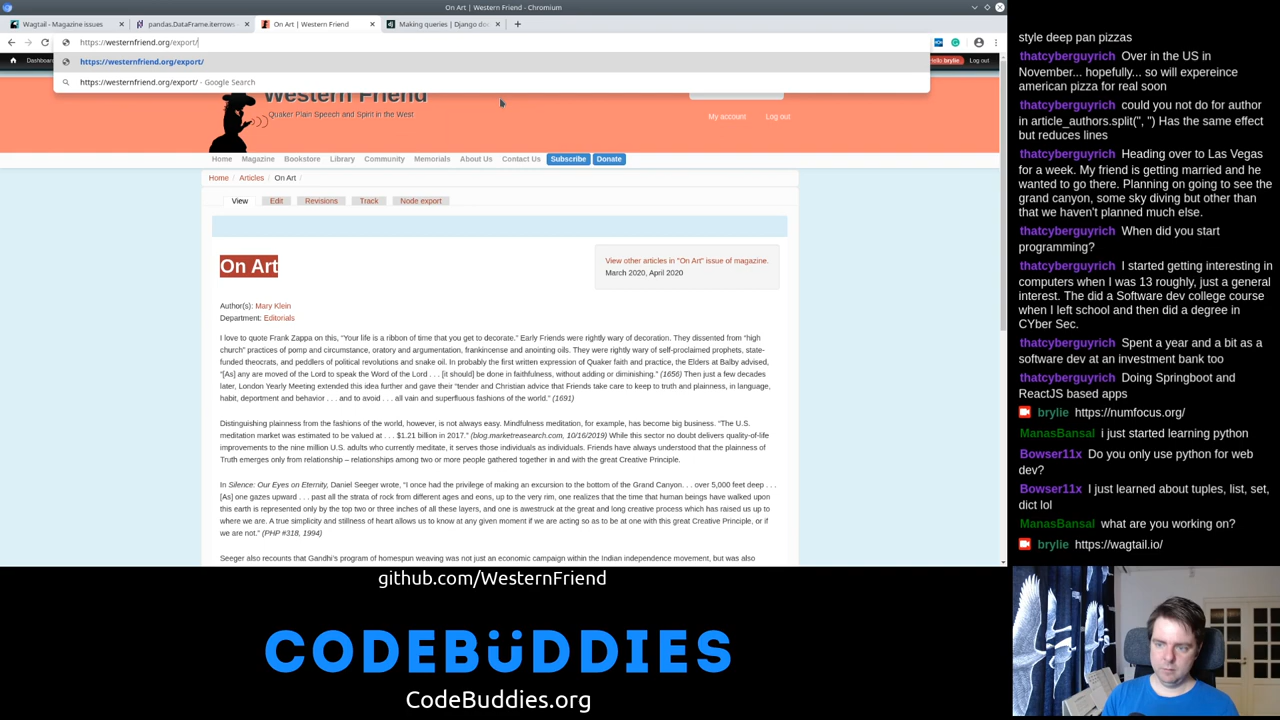 On Art | Western Friend - Chromium
Wagtail - Magazine issues
pandas.DataFrame.iterrows -
On Art | Western Friend
Making queries | Django do
https://westernfriend.org/export/
https://westernfriend.org/export/
https://westernfriend.org/export/ - Google Search
Dashboard
Hello brylie
Log out
Western Friend
Quaker Plain Speech and Spirit in the West
My account
Log out
Home
Magazine
Bookstore
Library
Community
Memorials
About Us
Contact Us
Subscribe
Donate
Home / Articles / On Art /
View
Edit
Revisions
Track
Node export
On Art
View other articles in "On Art" issue of magazine.
March 2020, April 2020
Author(s): Mary Klein
Department: Editorials
I love to quote Frank Zappa on this, “Your life is a ribbon of time that you get to decorate.” Early Friends were rightly wary of decoration. They dissented from “high
church” practices of pomp and circumstance, oratory and argumentation, frankincense and anointing oils. They were rightly wary of self-proclaimed prophets, state-
funded theocrats, and peddlers of political revolutions and snake oil. In probably the first written expression of Quaker faith and practice, the Elders at Balby advised,
“[As] any are moved of the Lord to speak the Word of the Lord . . . [it should] be done in faithfulness, without adding or diminishing.” (1656) Then just a few decades
later, London Yearly Meeting extended this idea further and gave their “tender and Christian advice that Friends take care to keep to truth and plainness, in language,
habit, deportment and behavior . . . and to avoid . . . all vain and superfluous fashions of the world.” (1691)
Distinguishing plainness from the fashions of the world, however, is not always easy. Mindfulness meditation, for example, has become big business. “The U.S.
meditation market was estimated to be valued at . . . $1.21 billion in 2017.” (blog.marketreasearch.com, 10/16/2019) While this sector no doubt delivers quality-of-life
improvements to the nine million U.S. adults who currently meditate, it serves those individuals as individuals. Friends have always understood that the plainness of
Truth emerges only from relationship – relationships among two or more people gathered together in and with the great Creative Principle.
In Silence: Our Eyes on Eternity, Daniel Seeger wrote, “I once had the privilege of making an excursion to the bottom of the Grand Canyon. . . over 5,000 feet deep . . .
[As] one gazes upward . . . past all the strata of rock from different ages and eons, up to the very rim, one realizes that the time that human beings have walked upon
this earth is represented only by the top two or three inches of all these layers, and one is awestruck at the great and long creative process which has raised us up to
where we are. A true simplicity and stillness of heart allows us to know at any given moment if we are acting so as to be at one with this great Creative Principle, or if
we are not.” (PHP #318, 1994)
Seeger also recounts that Gandhi's program of homespun weaving was not just an economic campaign within the Indian independence movement, but was also
style deep pan pizzas
thatcyberguyrich Over in the US in
November... hopefully... so will expereince
american pizza for real soon
thatcyberguyrich could you not do for author
in article_authors.split(", ") Has the same effect
but reduces lines
thatcyberguyrich Heading over to Las Vegas
for a week. My friend is getting married and he
wanted to go there. Planning on going to see the
grand canyon, some sky diving but other than
that we haven't planned much else.
thatcyberguyrich When did you start
programming?
thatcyberguyrich I started getting interesting in
computers when I was 13 roughly, just a general
interest. The did a Software dev college course
when I left school and then did a degree in
CYber Sec.
thatcyberguyrich Spent a year and a bit as a
software dev at an investment bank too
thatcyberguyrich Doing Springboot and
ReactJS based apps
brylie https://numfocus.org/
ManasBansal i just started learning python
Bowser11x Do you only use python for web
dev?
Bowser11x I just learned about tuples, list, set,
dict lol
ManasBansal what are you working on?
brylie https://wagtail.io/
github.com/WesternFriend
CODEBÜDDIES
CodeBuddies.org